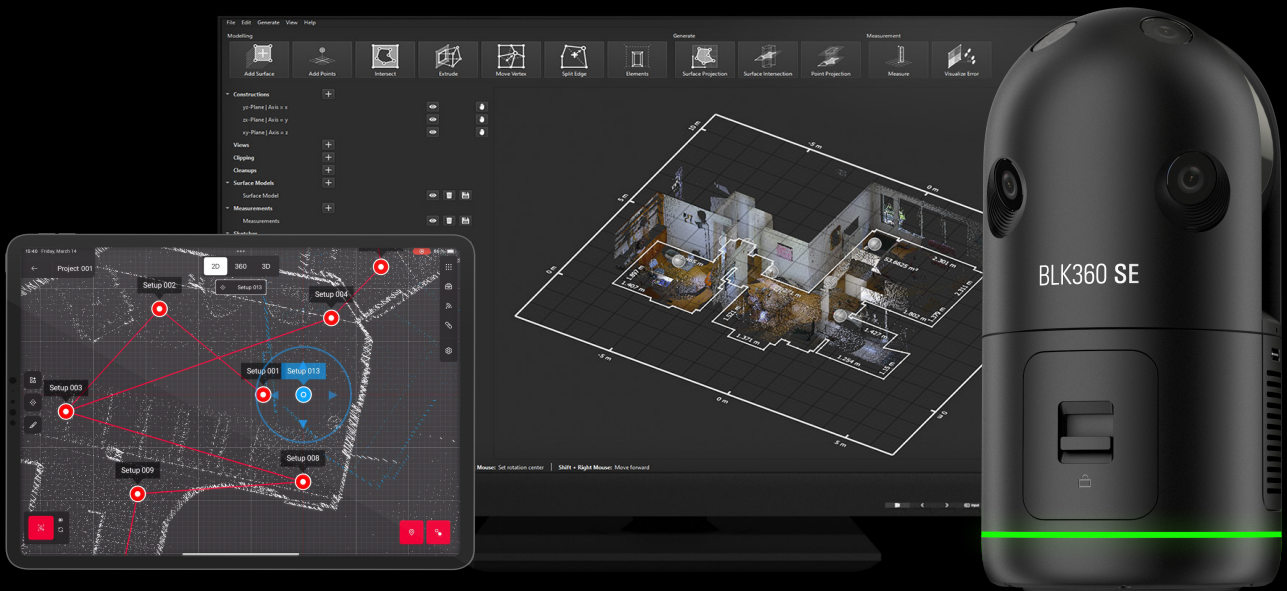 File Edit Generate View Help
Modelling
Generate
Measurement
Add Surface
Add Points
Intersect
Extrude
Move Vertex
Split Edge
Elements
Surface Projection
Surface Intersection
Point Projection
Measure
Visualize Error
Constructions
yz-Plane | Axis = x
zx-Plane | Axis = y
xy-Plane | Axis = z
Views
Clipping
Cleanups
Surface Models
Surface Model
Measurements
Measurements
10 m
-5 m
0 m
5 m
0 m
-5 m
0 m
5 m
0 m
1.407 m
53.6625 m²
2.301 m
1.802 m
1.427 m
1.371 m
1.254 m
Mouse: Set rotation center | Shift + Right Mouse: Move forward
BLK360 SE
10:40 Friday, March 14
Project 001
2D
360
3D
Setup 013
Setup 002
Setup 004
Setup 001
Setup 013
Setup 003
Setup 008
Setup 009